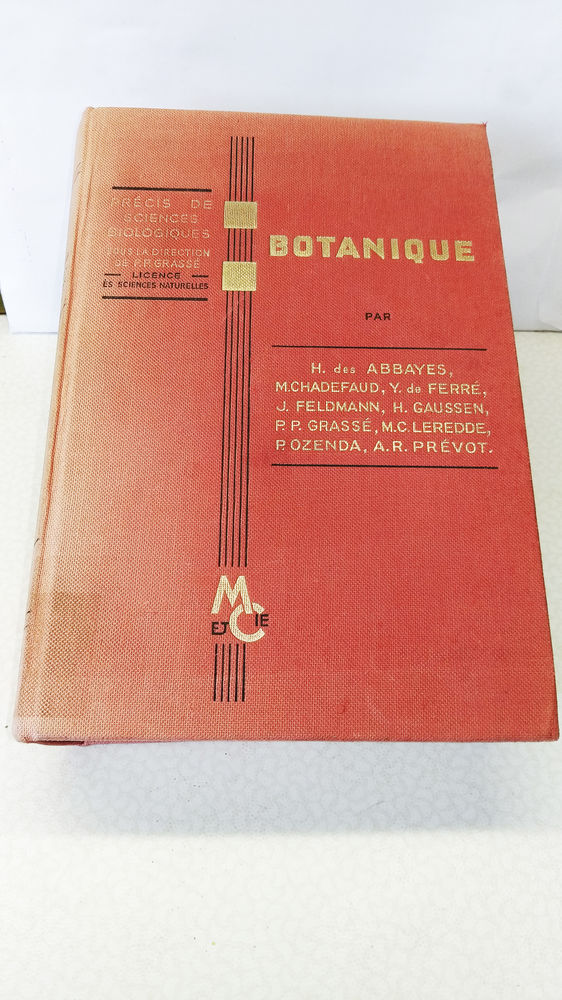 PRÉCIS DE
SCIENCES
BIOLOGIQUES
SOUS LA DIRECTION
DE P.P. GRASSÉ
LICENCE
ÈS SCIENCES NATURELLES
BOTANIQUE
PAR
H. des ABBAYES,
M.CHADEFAUD, Y. de FERRÉ,
J. FELDMANN, H. GAUSSEN,
P. P. GRASSÉ, M.C. LEREDDE,
P. OZENDA, A.R. PRÉVOT.
M
ET C IE